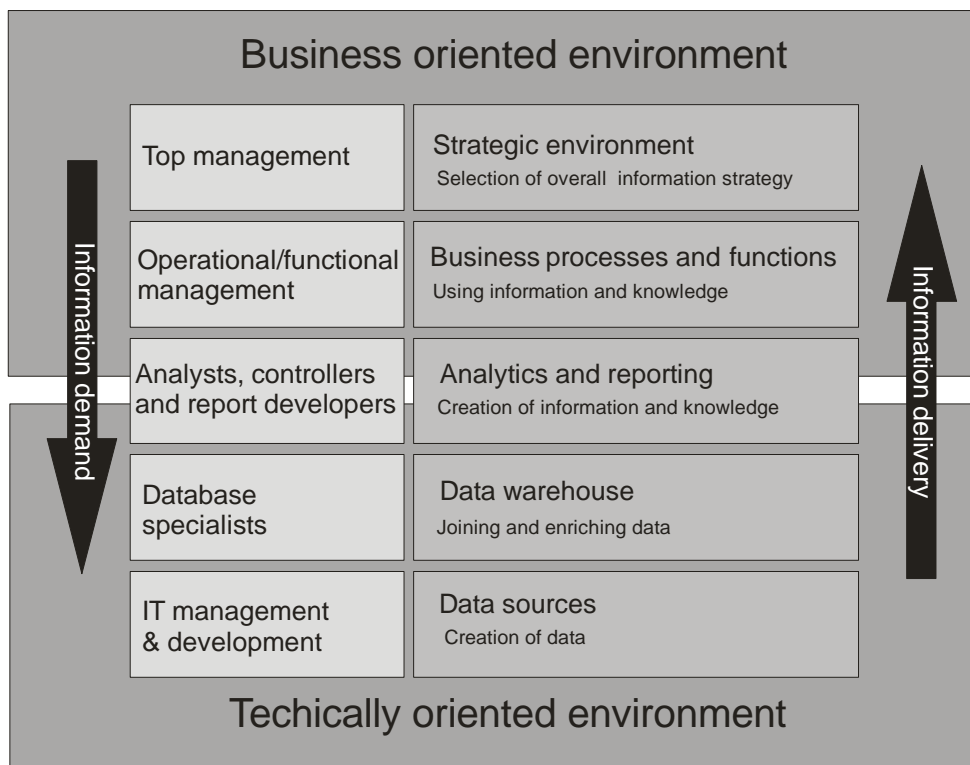 Business oriented environment
Top management
Strategic environment
Selection of overall information strategy
Operational/functional
management
Business processes and functions
Using information and knowledge
Analysts, controllers
and report developers
Analytics and reporting
Creation of information and knowledge
Database
specialists
Data warehouse
Joining and enriching data
IT management
& development
Data sources
Creation of data
Information demand
Information delivery
Techically oriented environment